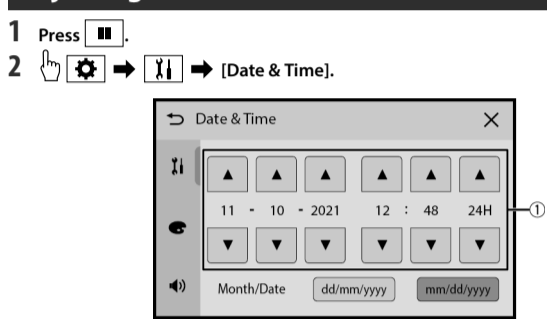 1 Press .
2 [Date & Time].
Date & Time
11 - 10 - 2021 12 : 48 24H
①
Month/Date dd/mm/yyyy mm/dd/yyyy